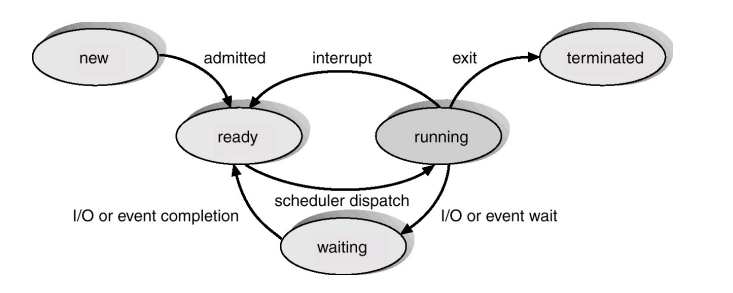 new
admitted
interrupt
exit
terminated
ready
running
scheduler dispatch
I/O or event completion
I/O or event wait
waiting